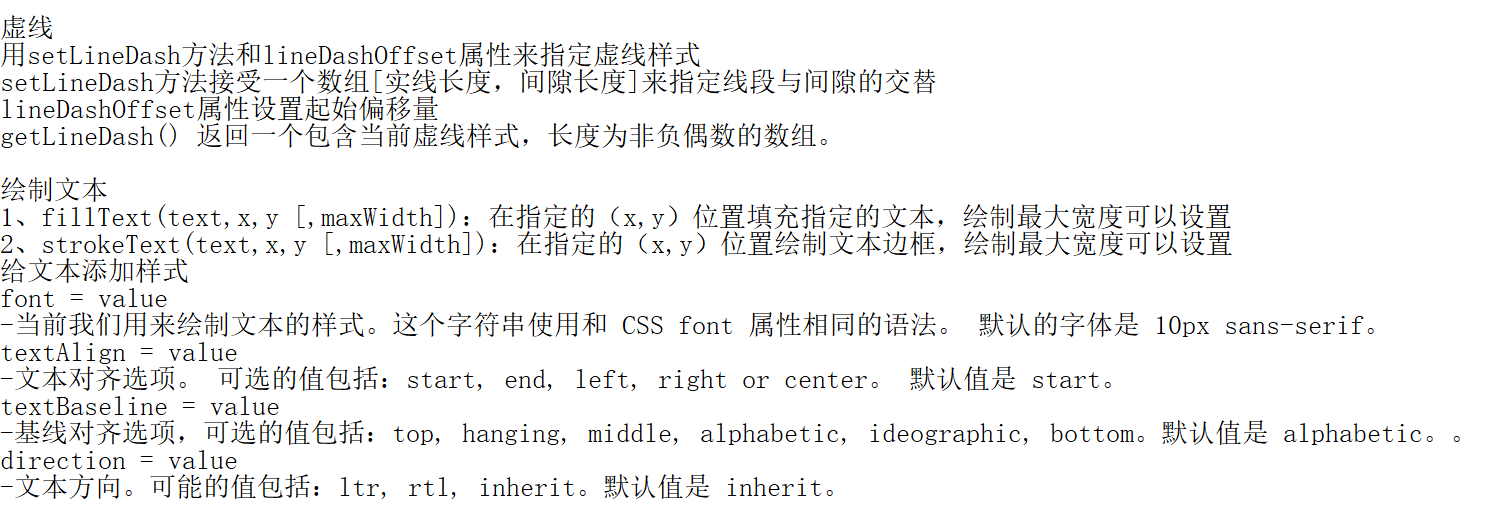 虚线
用setLineDash方法和lineDashOffset属性来指定虚线样式
setLineDash方法接受一个数组[实线长度，间隙长度]来指定线段与间隙的交替
lineDashOffset属性设置起始偏移量
getLineDash() 返回一个包含当前虚线样式，长度为非负偶数的数组。
绘制文本
1、fillText(text,x,y [,maxWidth])：在指定的（x,y）位置填充指定的文本，绘制最大宽度可以设置
2、strokeText(text,x,y [,maxWidth])：在指定的（x,y）位置绘制文本边框，绘制最大宽度可以设置
给文本添加样式
font = value
-当前我们用来绘制文本的样式。这个字符串使用和 CSS font 属性相同的语法。 默认的字体是 10px sans-serif。
textAlign = value
-文本对齐选项。 可选的值包括：start, end, left, right or center。 默认值是 start。
textBaseline = value
-基线对齐选项，可选的值包括：top, hanging, middle, alphabetic, ideographic, bottom。默认值是 alphabetic。。
direction = value
-文本方向。可能的值包括：ltr, rtl, inherit。默认值是 inherit。